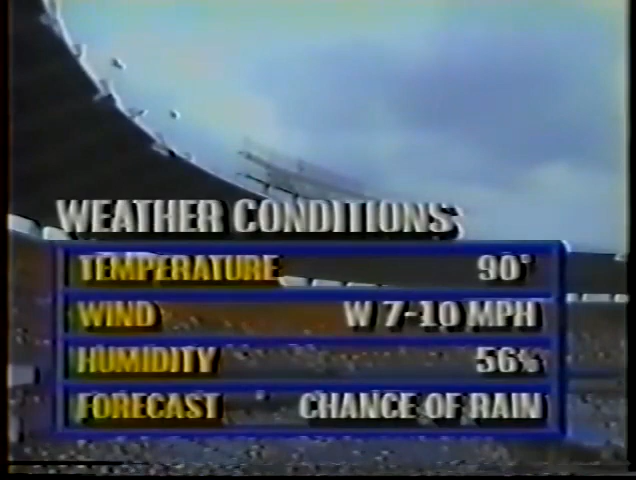 WEATHER CONDITIONS
TEMPERATURE 90°
WIND W 7-10 MPH
HUMIDITY 56%
FORECAST CHANCE OF RAIN